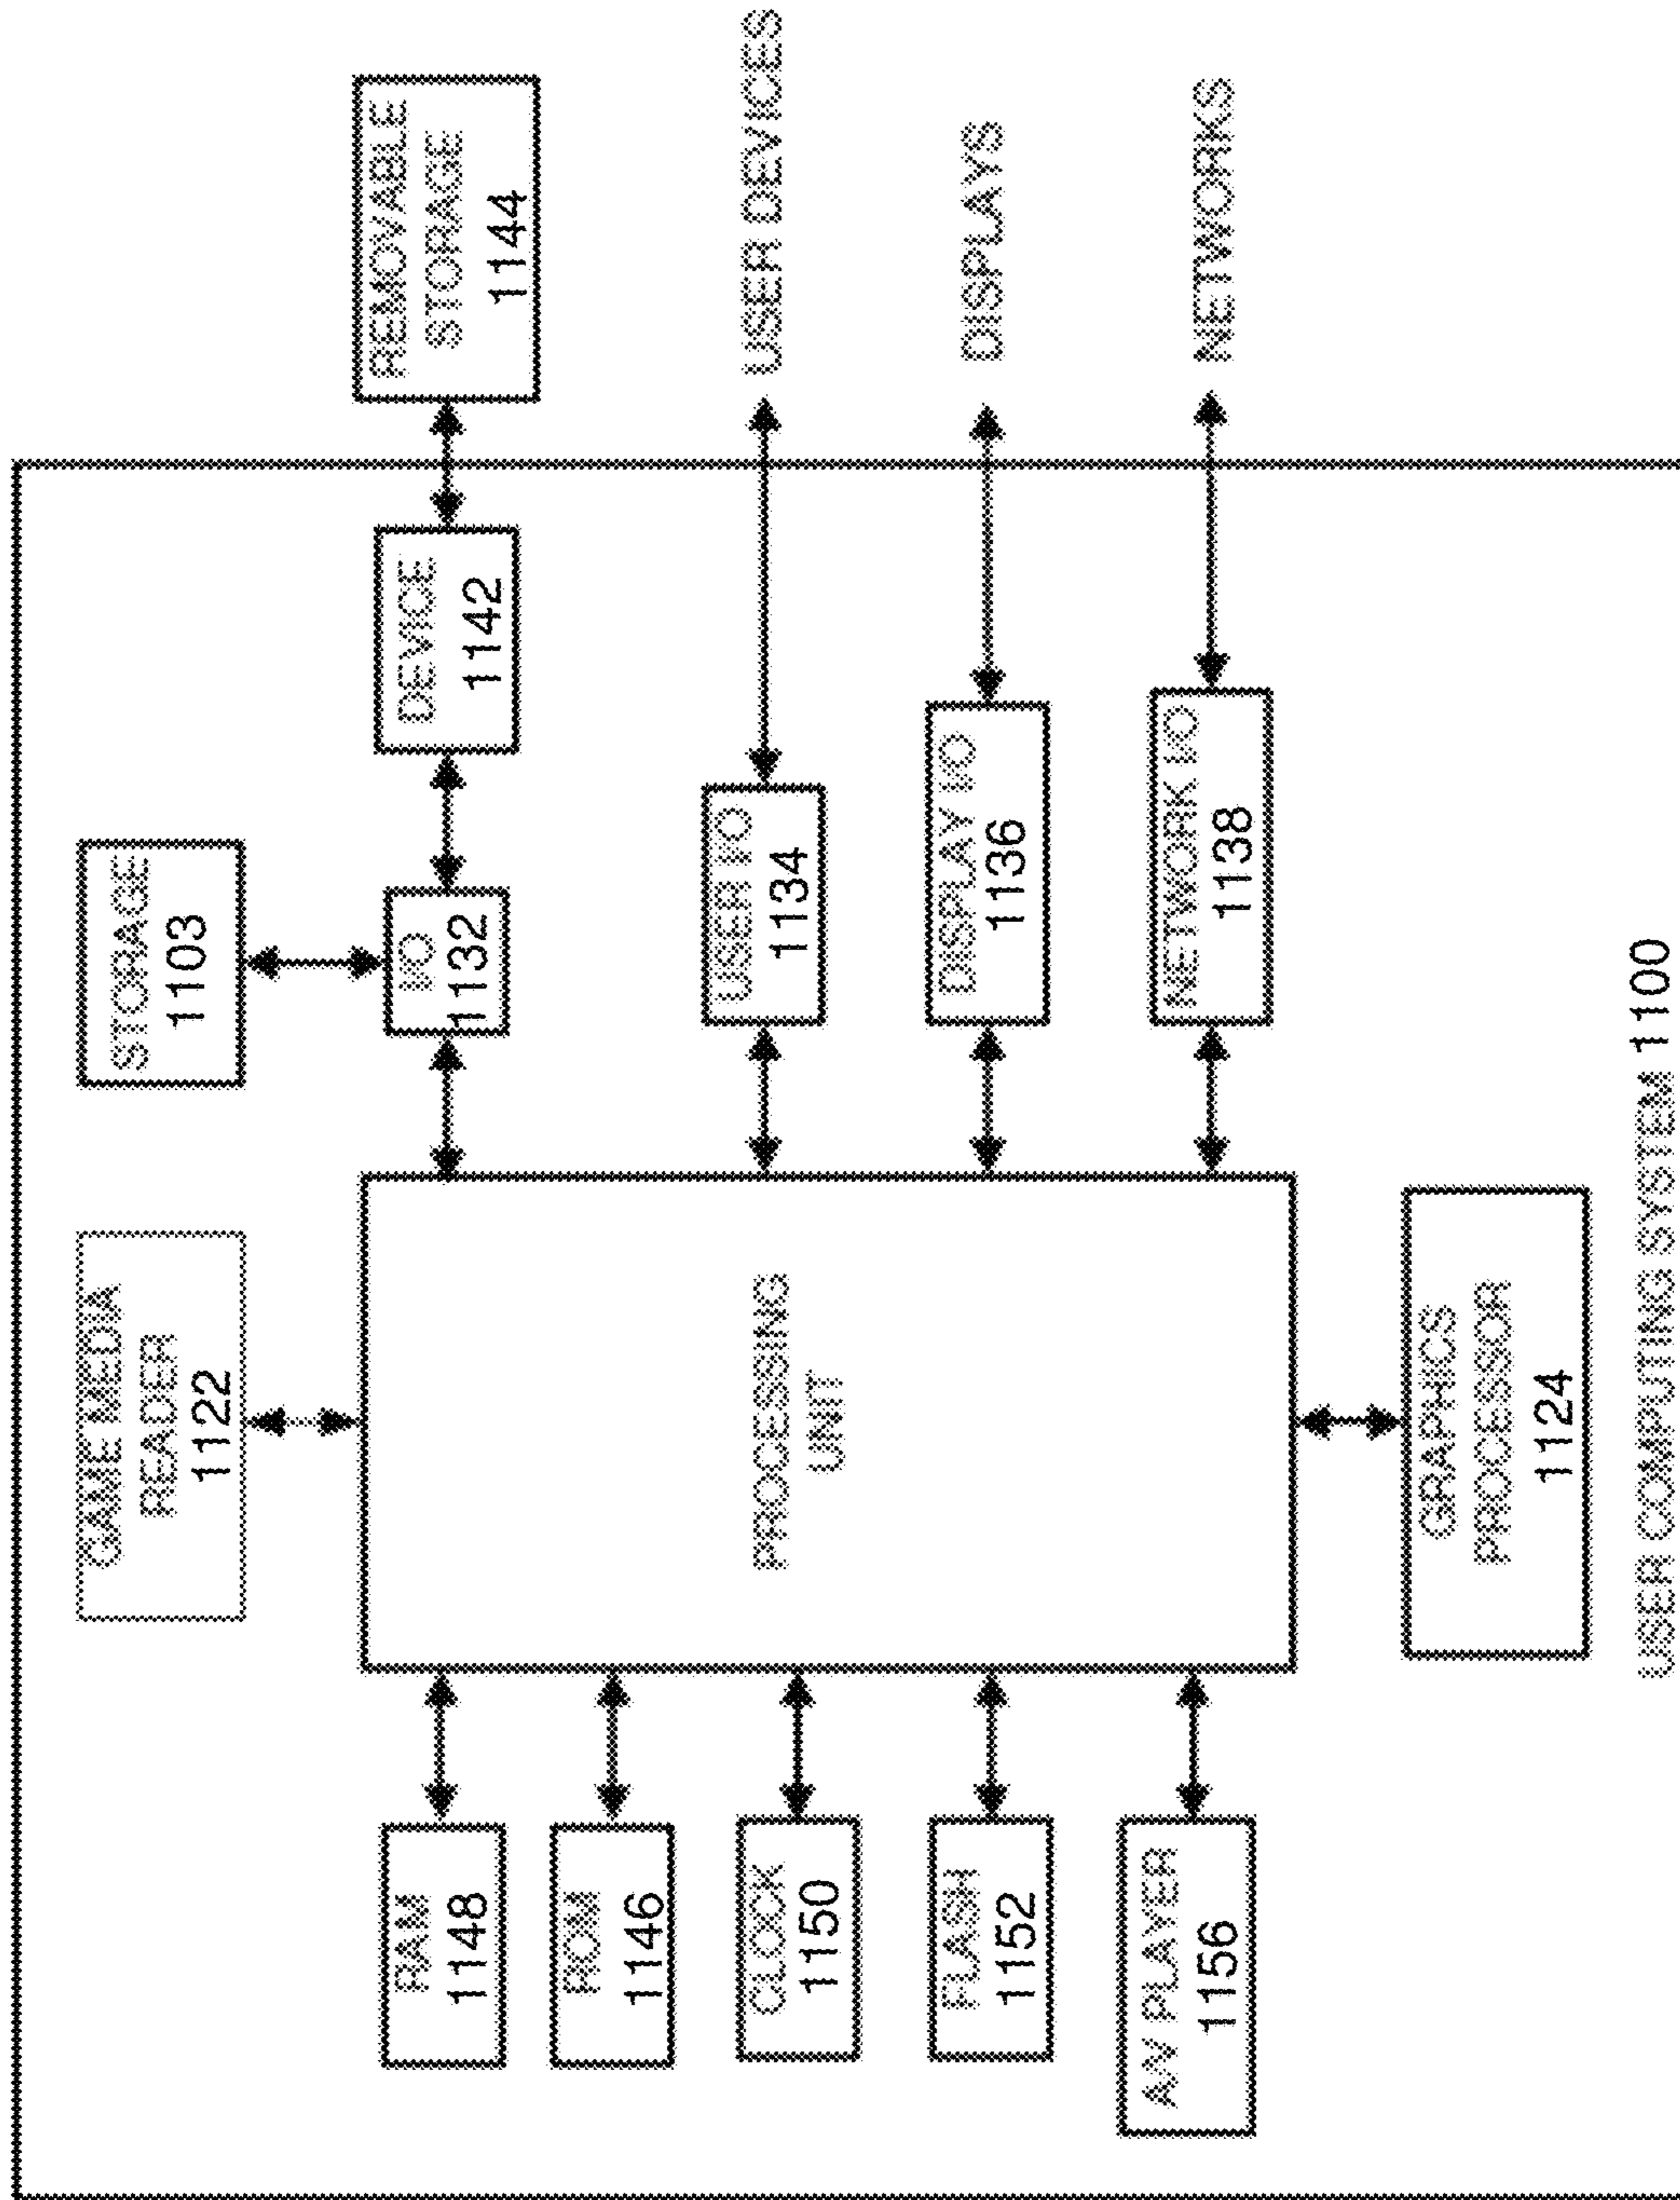 GAME MEDIA
READER
1122
STORAGE
1103
RAM
1148
ROM
1146
CLOCK
1150
FLASH
1152
A/V PLAYER
1156
PROCESSING
UNIT
I/O
1132
DEVICE
1142
REMOVABLE
STORAGE
1144
USER I/O
1134
USER DEVICES
DISPLAY I/O
1136
DISPLAYS
NETWORK I/O
1138
NETWORKS
GRAPHICS
PROCESSOR
1124
USER COMPUTING SYSTEM 1100